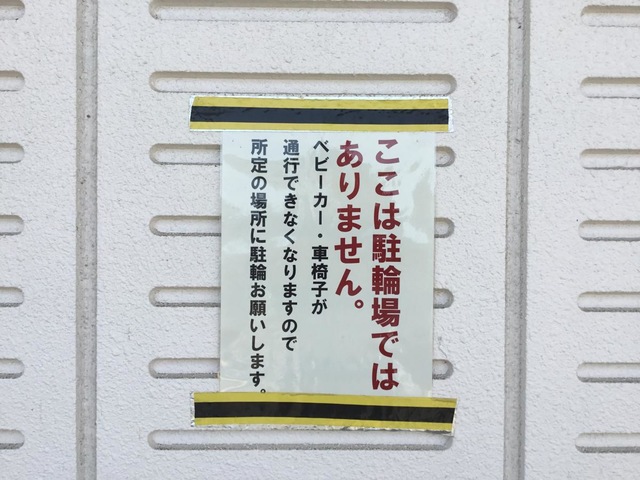 ここは駐輪場では
ありません。
ベビーカー・車椅子が
通行できなくなりますので
所定の場所に駐輪お願いします。